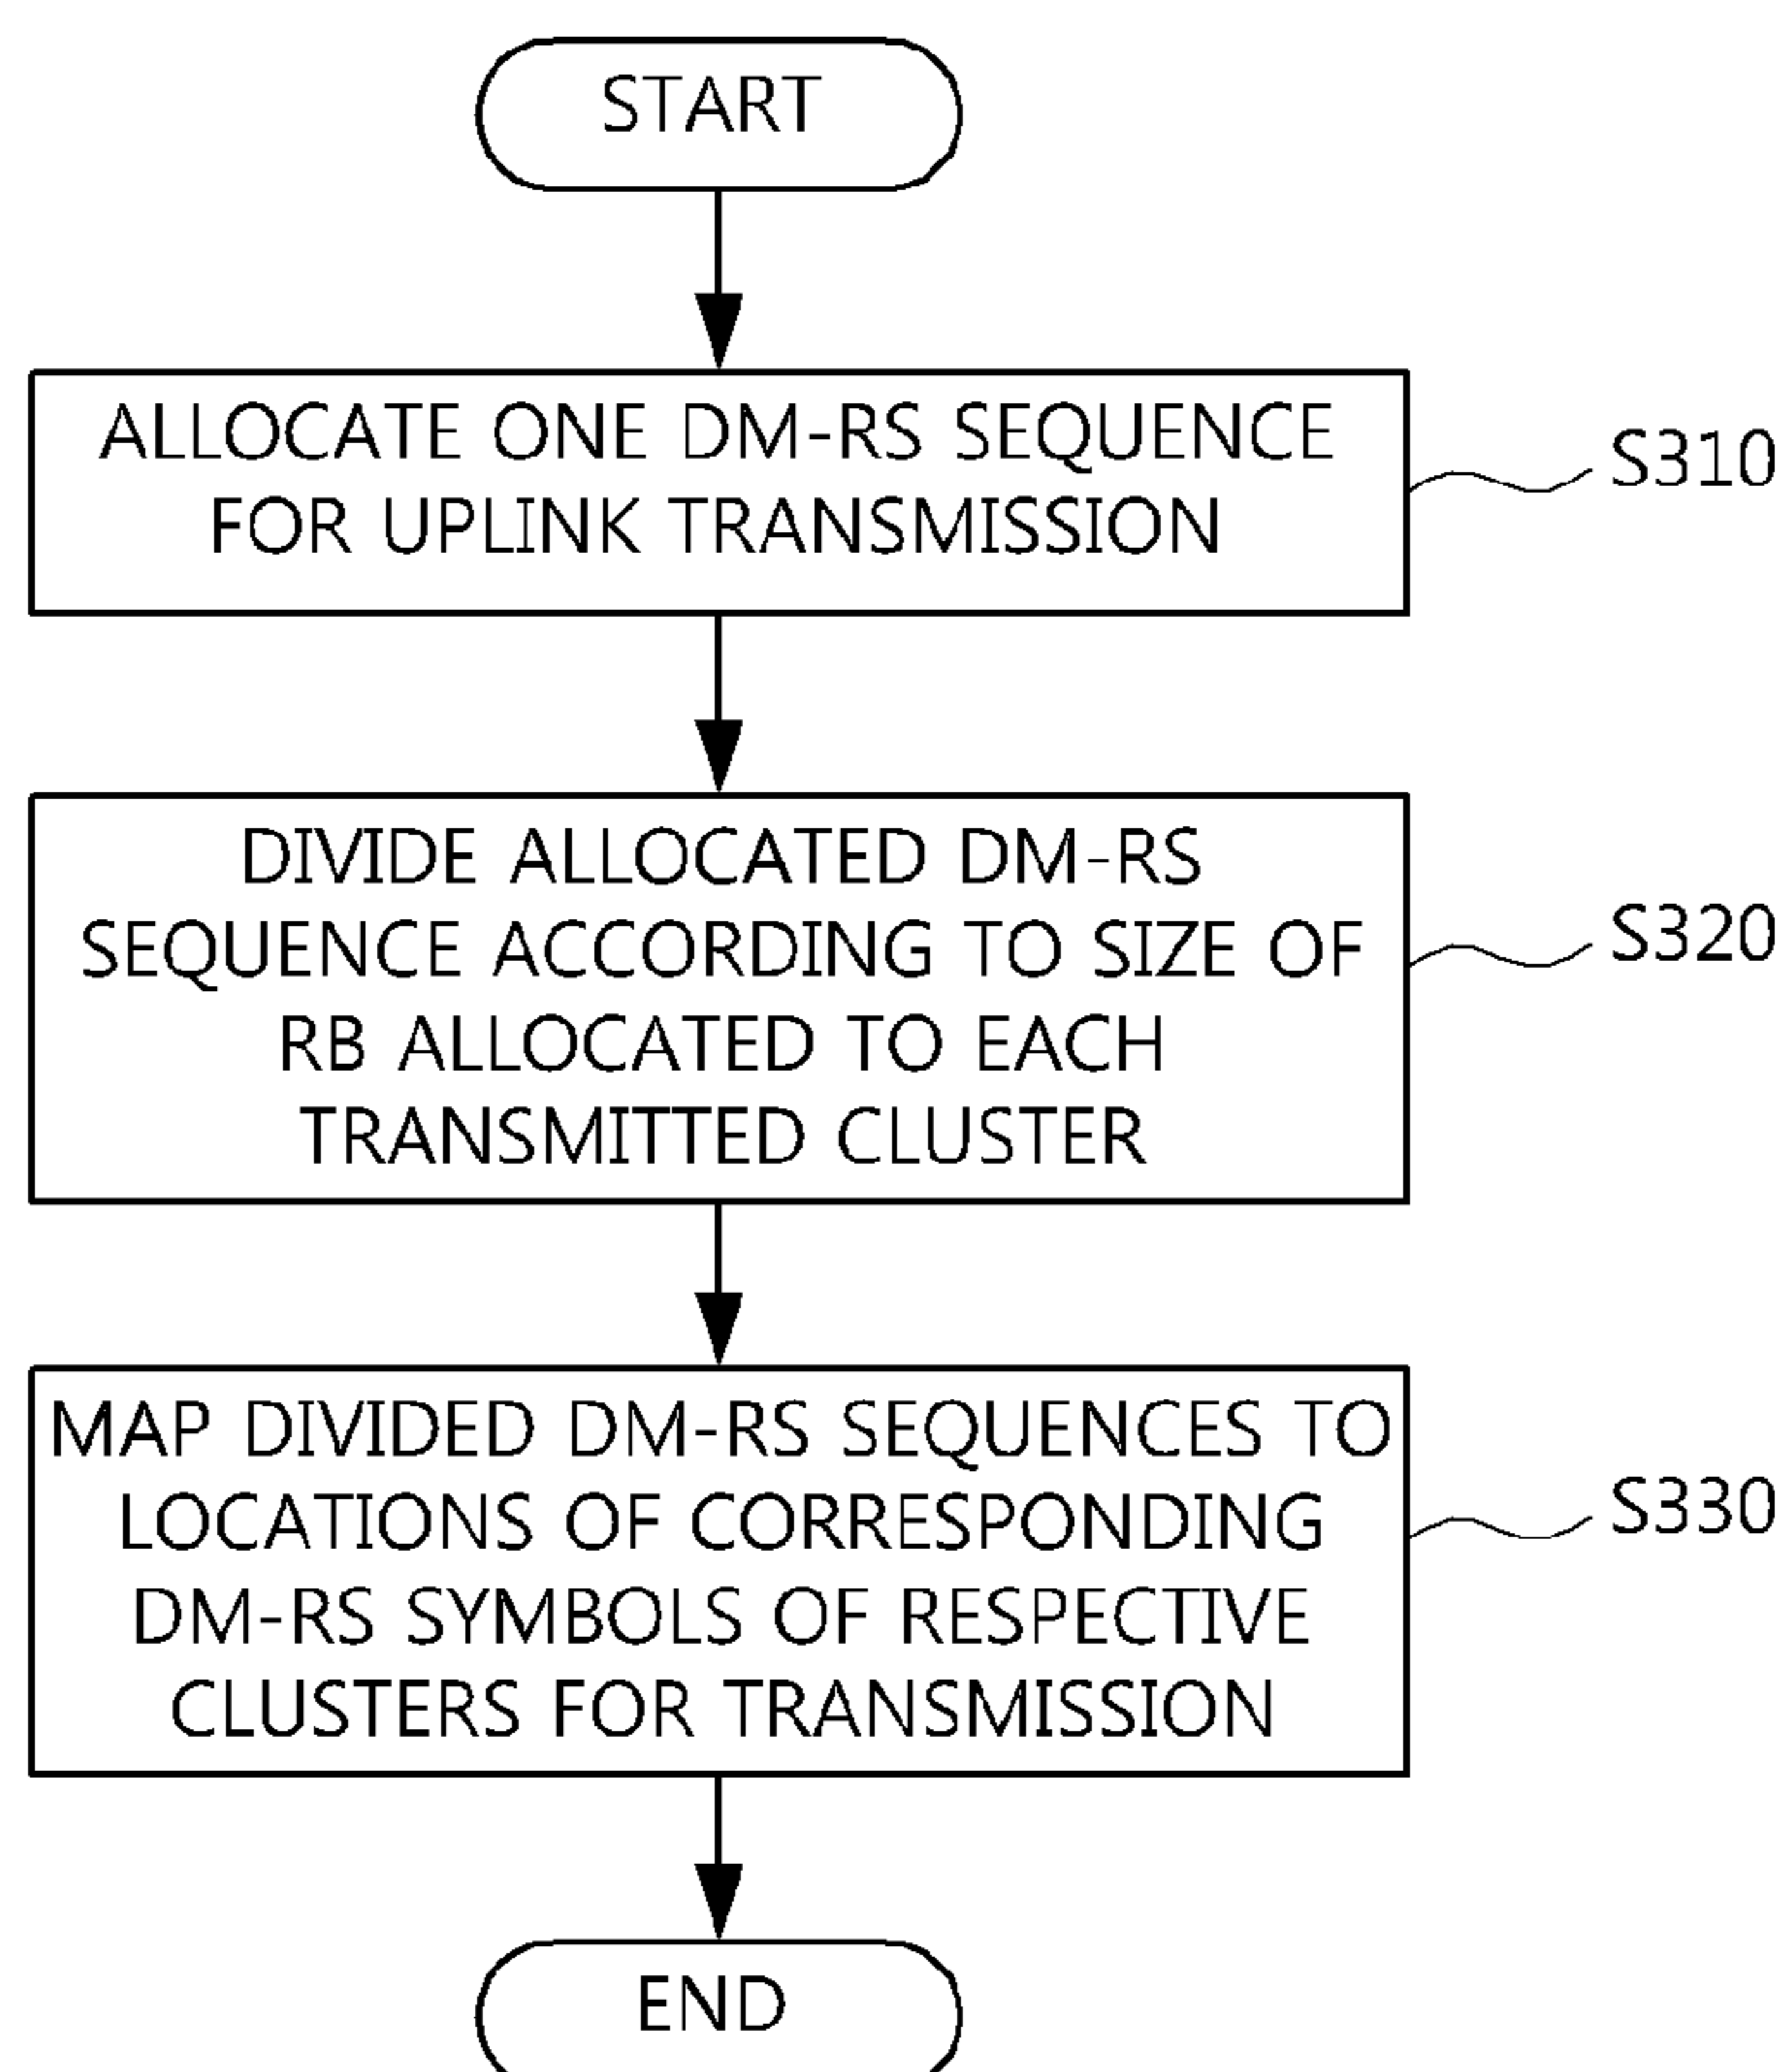 START
ALLOCATE ONE DM-RS SEQUENCE
FOR UPLINK TRANSMISSION
S310
DIVIDE ALLOCATED DM-RS
SEQUENCE ACCORDING TO SIZE OF
RB ALLOCATED TO EACH
TRANSMITTED CLUSTER
S320
MAP DIVIDED DM-RS SEQUENCES TO
LOCATIONS OF CORRESPONDING
DM-RS SYMBOLS OF RESPECTIVE
CLUSTERS FOR TRANSMISSION
S330
END